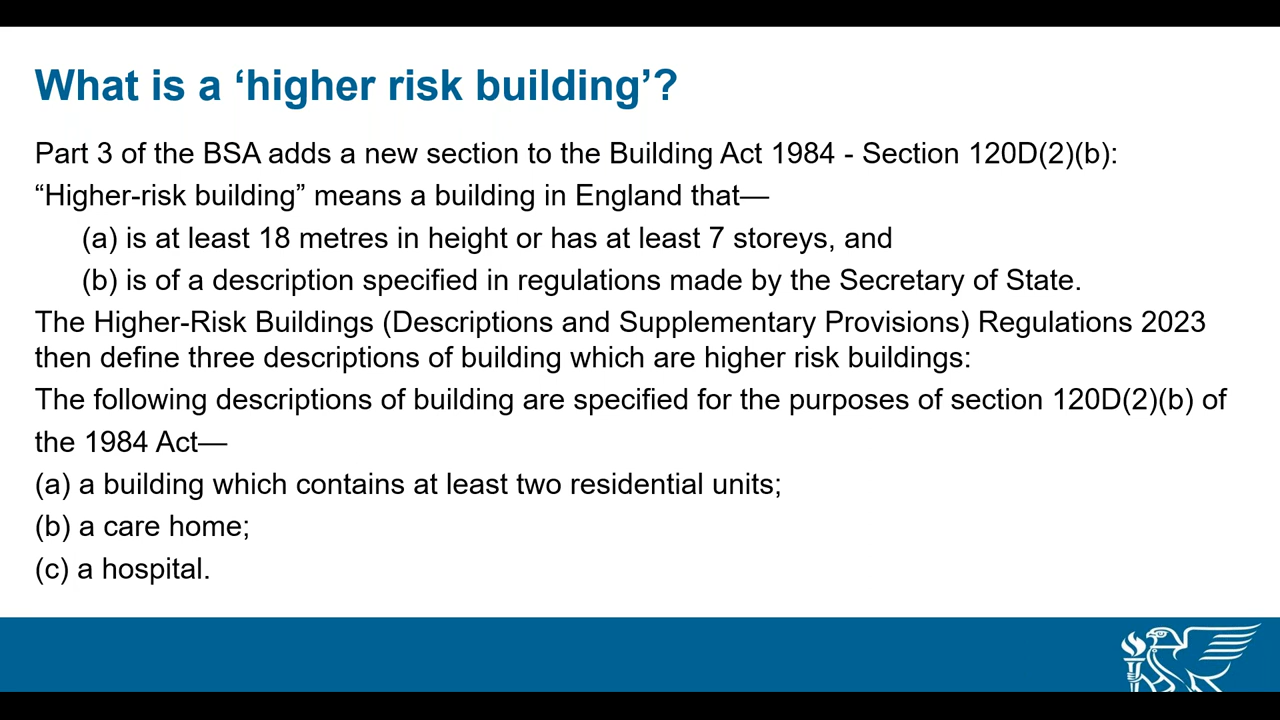 What is a ‘higher risk building’?
Part 3 of the BSA adds a new section to the Building Act 1984 - Section 120D(2)(b):
“Higher-risk building” means a building in England that—
(a) is at least 18 metres in height or has at least 7 storeys, and
(b) is of a description specified in regulations made by the Secretary of State.
The Higher-Risk Buildings (Descriptions and Supplementary Provisions) Regulations 2023
then define three descriptions of building which are higher risk buildings:
The following descriptions of building are specified for the purposes of section 120D(2)(b) of
the 1984 Act—
(a) a building which contains at least two residential units;
(b) a care home;
(c) a hospital.